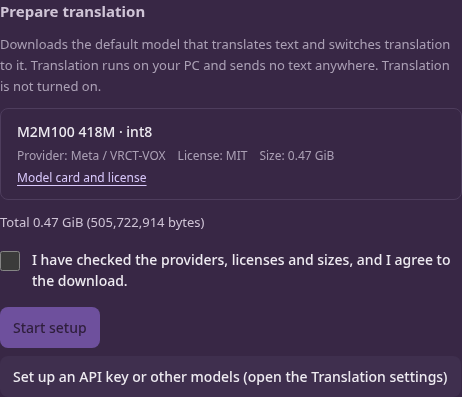 Prepare translation
Downloads the default model that translates text and switches translation
to it. Translation runs on your PC and sends no text anywhere. Translation
is not turned on.
M2M100 418M · int8
Provider: Meta / VRCT-VOX    License: MIT    Size: 0.47 GiB
Model card and license
Total 0.47 GiB (505,722,914 bytes)
I have checked the providers, licenses and sizes, and I agree to
the download.
Start setup
Set up an API key or other models (open the Translation settings)